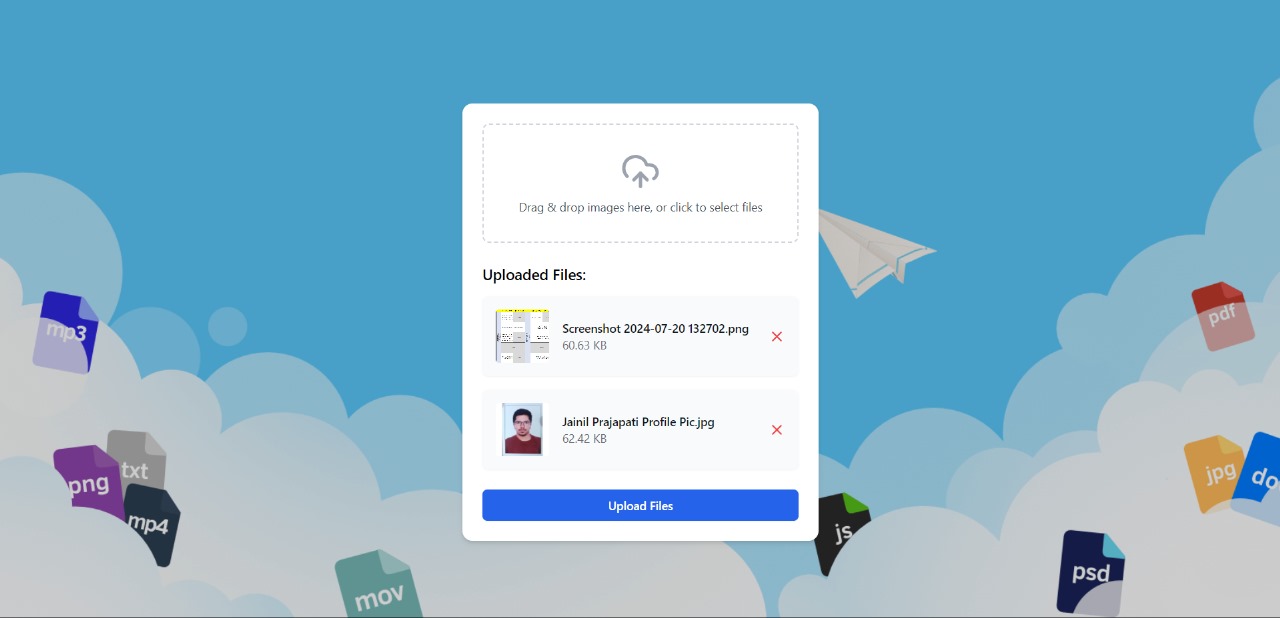 Drag & drop images here, or click to select files
Uploaded Files:
Screenshot 2024-07-20 132702.png
60.63 KB
Jainil Prajapati Profile Pic.jpg
62.42 KB
Upload Files
mp3
png
txt
mp4
mov
js
psd
jpg
pdf